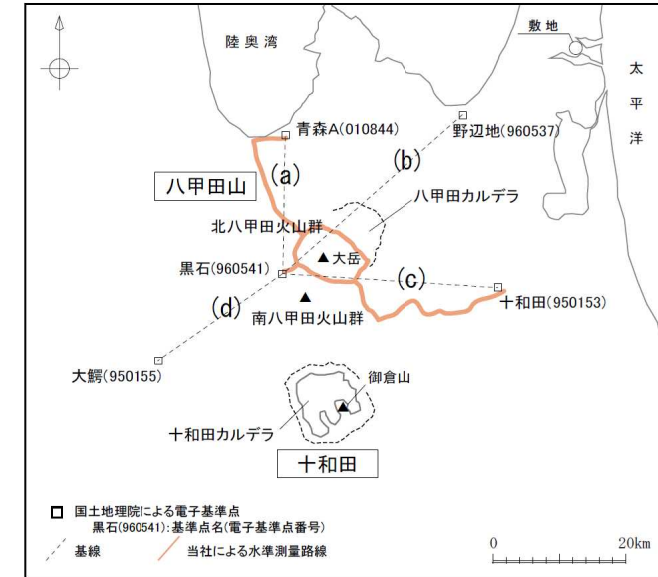 陸奥湾
敷地
太平洋
青森A(010844)
野辺地(960537)
(a)
(b)
八甲田山
八甲田カルデラ
北八甲田火山群
▲大岳
黒石(960541)
(c)
(d)
十和田(950153)
南八甲田火山群
大鰐(950155)
御倉山
十和田カルデラ
十和田
国土地理院による電子基準点
黒石(960541):基準点名(電子基準点番号)
基線
当社による水準測量路線
0
20km